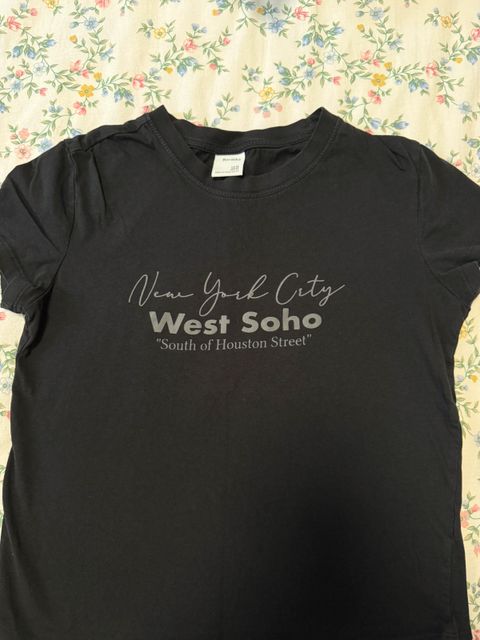 New York City
West Soho
"South of Houston Street"